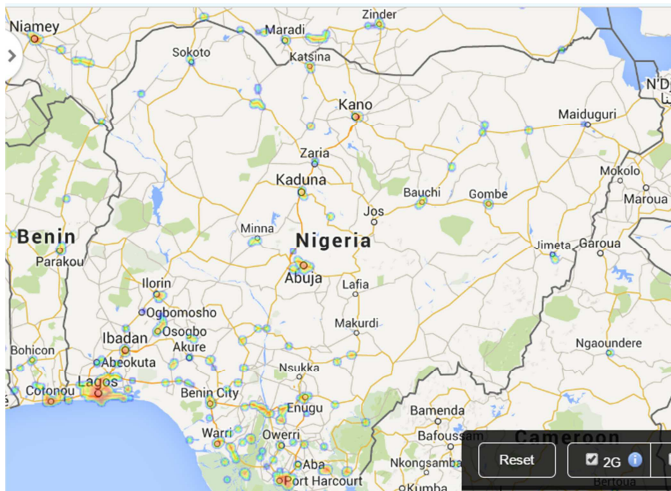 Niamey
Zinder
Maradi
Katsina
Sokoto
N'D
Kano
Maiduguri
Zaria
Kaduna
Mokolo
Maroua
Bauchi
Gombe
Jos
Benin
Minna
Nigeria
Jimeta
Garoua
Parakou
Abuja
Lafia
Ilorin
Ogbomosho
Makurdi
Osogbo
Ibadan
Akure
Ngaoundere
Bohicon
Abeokuta
Nsukka
Lagos
Cotonou
Benin City
Enugu
Bamenda
Warri
Owerri
Bafoussam
Cameroon
Aba
Nkongsamba
Reset
2G
Port Harcourt
Bertoua
Kumba